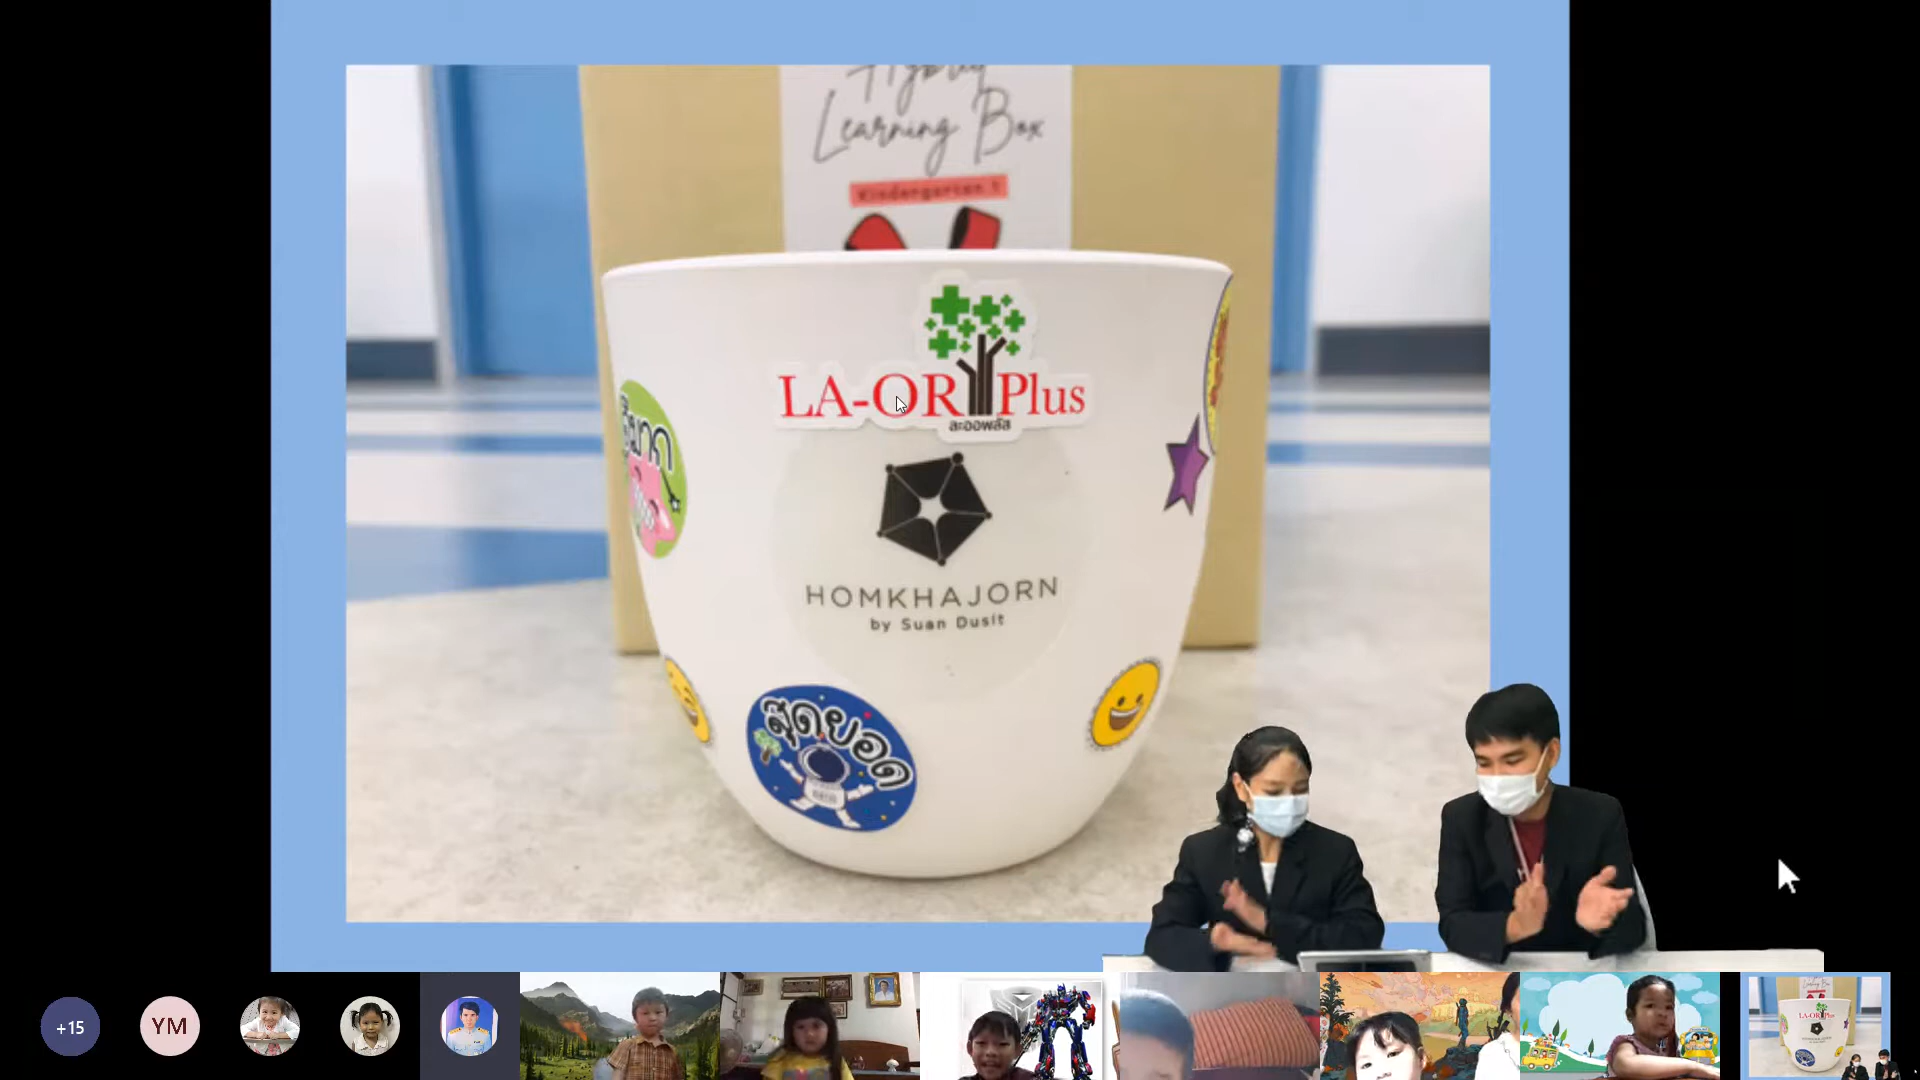 Learning Box
Kindergarten 1
LA-OR Plus
ละออพลัส
HOMKHAJORN
by Suan Dusit
สุดยอด
+15
YM